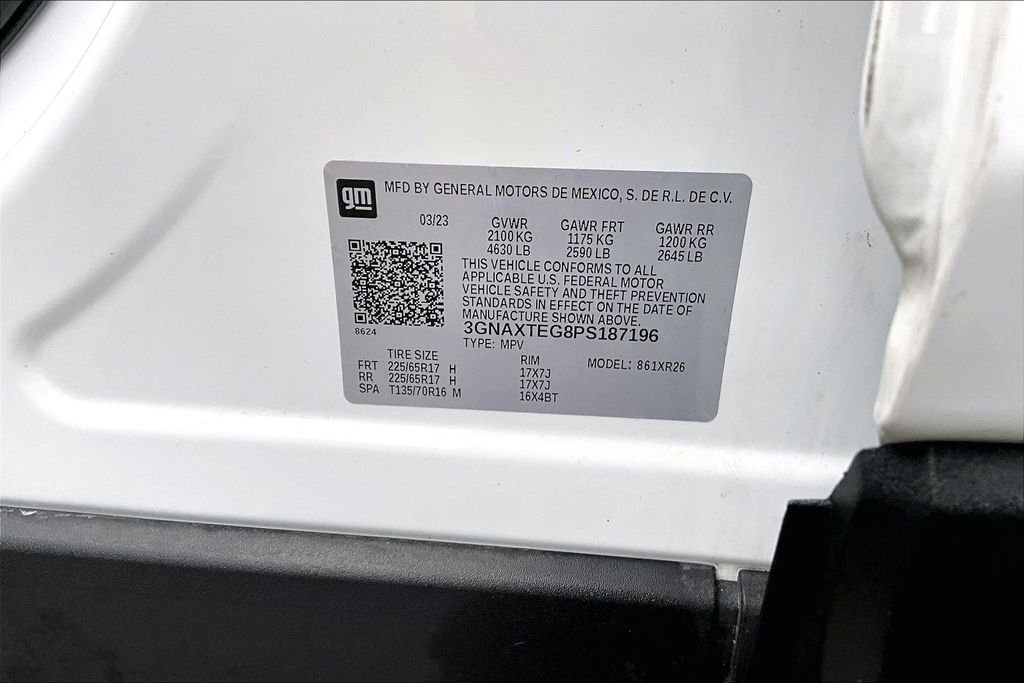 gm MFD BY GENERAL MOTORS DE MEXICO, S. DE R.L. DE C.V.
03/23 GVWR GAWR FRT GAWR RR
2100 KG 1175 KG 1200 KG
4630 LB 2590 LB 2645 LB
THIS VEHICLE CONFORMS TO ALL
APPLICABLE U.S. FEDERAL MOTOR
VEHICLE SAFETY AND THEFT PREVENTION
STANDARDS IN EFFECT ON THE DATE OF
MANUFACTURE SHOWN ABOVE.
8624 3GNAXTEG8PS187196
TYPE: MPV
TIRE SIZE RIM MODEL: 861XR26
FRT 225/65R17 H 17X7J
RR 225/65R17 H 17X7J
SPA T135/70R16 M 16X4BT